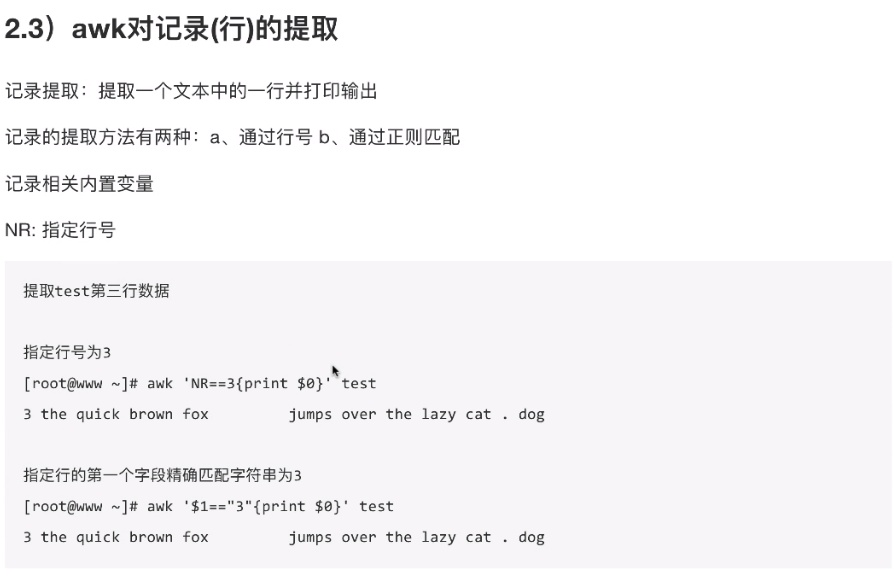 2.3）awk对记录(行)的提取
记录提取：提取一个文本中的一行并打印输出
记录的提取方法有两种：a、通过行号 b、通过正则匹配
记录相关内置变量
NR: 指定行号
提取test第三行数据
指定行号为3
[root@www ~]# awk 'NR==3{print $0}' test
3 the quick brown fox         jumps over the lazy cat . dog
指定行的第一个字段精确匹配字符串为3
[root@www ~]# awk '$1=="3"{print $0}' test
3 the quick brown fox         jumps over the lazy cat . dog